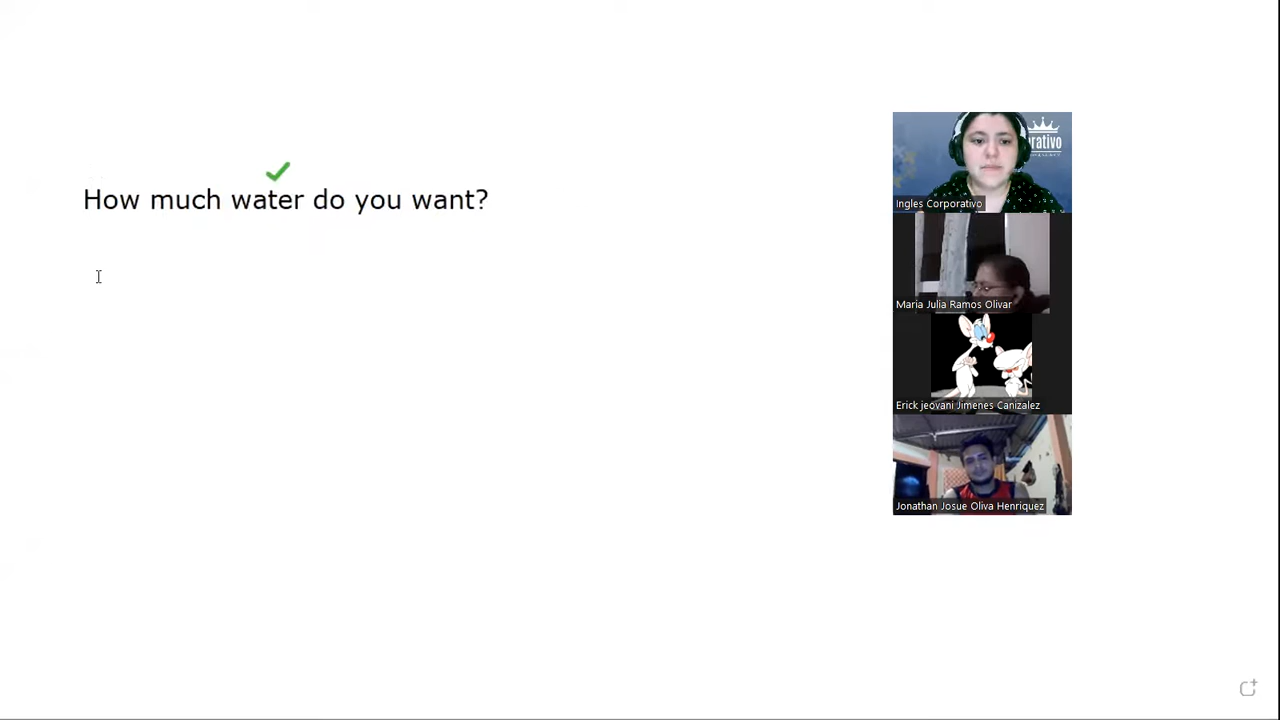 How much water do you want?
rativo
Ingles Corporativo
Maria Julia Ramos Olivar
Erick jeovani Jimenes Canizalez
Jonathan Josue Oliva Henriquez